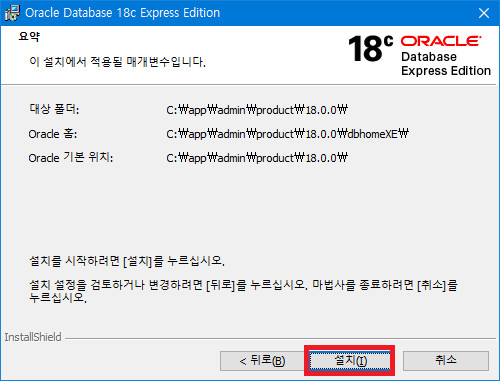 Oracle Database 18c Express Edition
요약
이 설치에서 적용될 매개변수입니다.
18c ORACLE
Database
Express Edition
대상 폴더: C:₩app₩admin₩product₩18.0.0₩
Oracle 홈: C:₩app₩admin₩product₩18.0.0₩dbhomeXE₩
Oracle 기본 위치: C:₩app₩admin₩product₩18.0.0₩
설치를 시작하려면 [설치]를 누르십시오.
설치 설정을 검토하거나 변경하려면 [뒤로]를 누르십시오. 마법사를 종료하려면 [취소]를
누르십시오.
InstallShield
< 뒤로(B) 설치(I) 취소